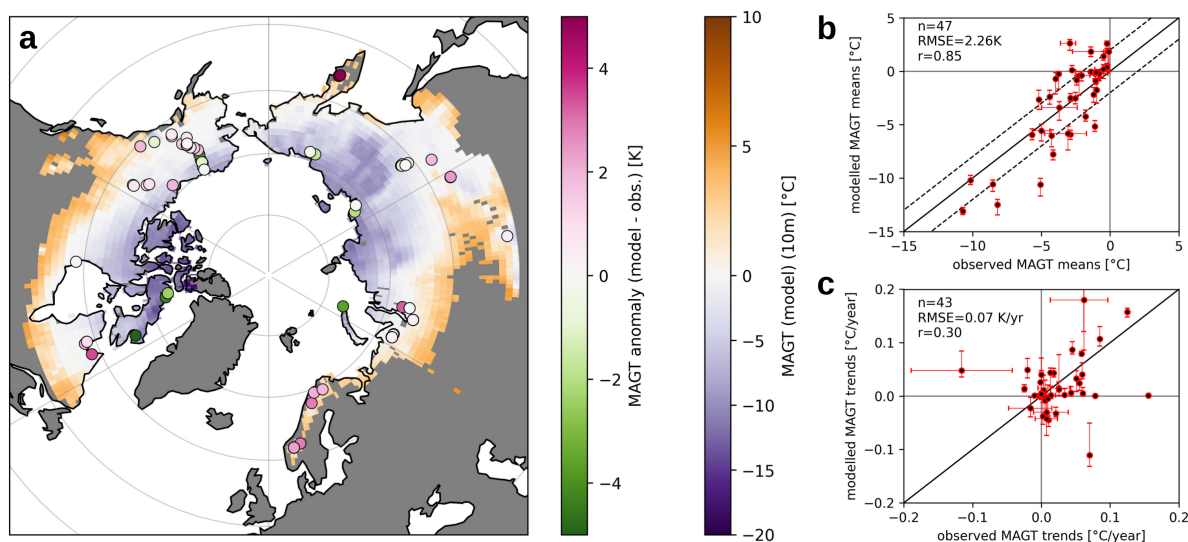 a
4
2
0
−2
−4
MAGT anomaly (model - obs.) [K]
10
5
0
−5
−10
−15
−20
MAGT (model) (10m) [°C]
b
n=47
RMSE=2.26K
r=0.85
5
0
−5
−10
−15
modelled MAGT means [°C]
−15
−10
−5
0
5
observed MAGT means [°C]
c
n=43
RMSE=0.07 K/yr
r=0.30
0.2
0.1
0.0
−0.1
−0.2
modelled MAGT trends [°C/year]
−0.2
−0.1
0.0
0.1
0.2
observed MAGT trends [°C/year]